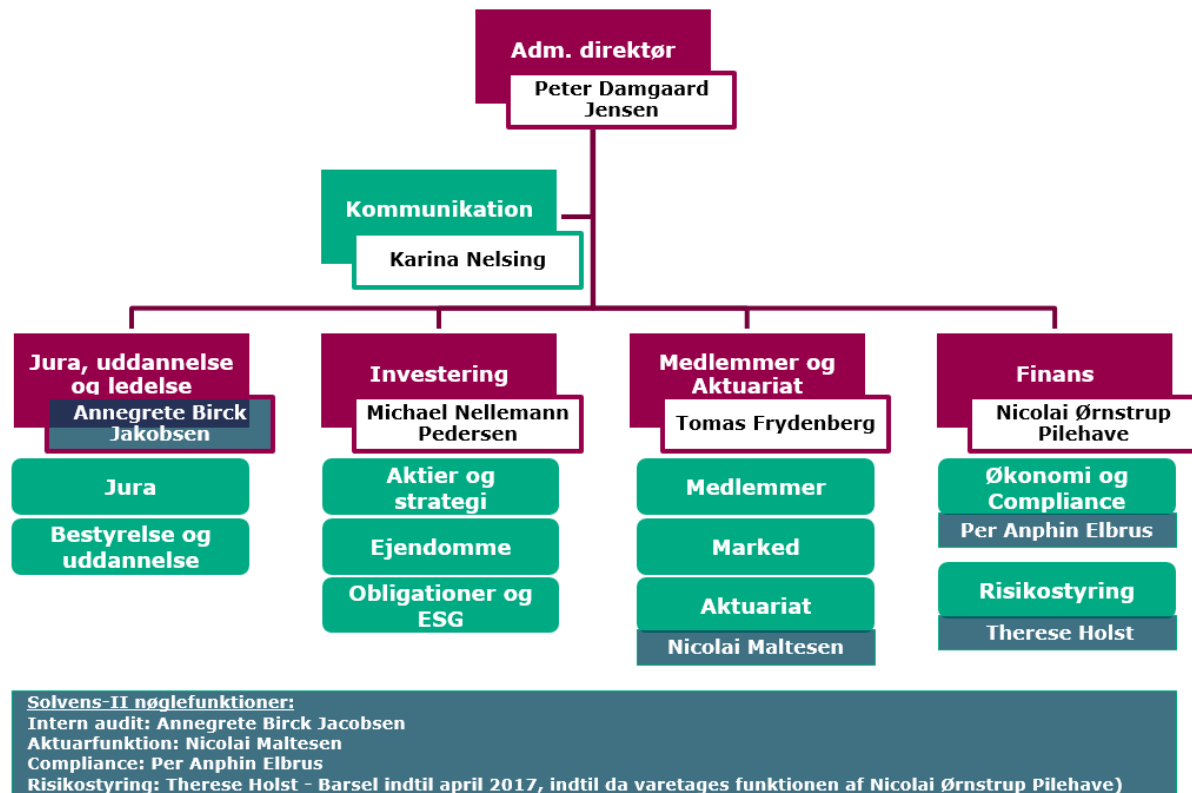 Adm. direktør
Peter Damgaard
Jensen
Kommunikation
Karina Nelsing
Jura, uddannelse
og ledelse
Annegrete Birck
Jakobsen
Jura
Bestyrelse og
uddannelse
Investering
Michael Nellemann
Pedersen
Aktier og
strategi
Ejendomme
Obligationer og
ESG
Medlemmer og
Aktuariat
Tomas Frydenberg
Medlemmer
Marked
Aktuariat
Nicolai Maltesen
Finans
Nicolai Ørnstrup
Pilehave
Økonomi og
Compliance
Per Anphin Elbrus
Risikostyring
Therese Holst
Solvens-II nøglefunktioner:
Intern audit: Annegrete Birck Jacobsen
Aktuarfunktion: Nicolai Maltesen
Compliance: Per Anphin Elbrus
Risikostyring: Therese Holst - Barsel indtil april 2017, indtil da varetages funktionen af Nicolai Ørnstrup Pilehave)